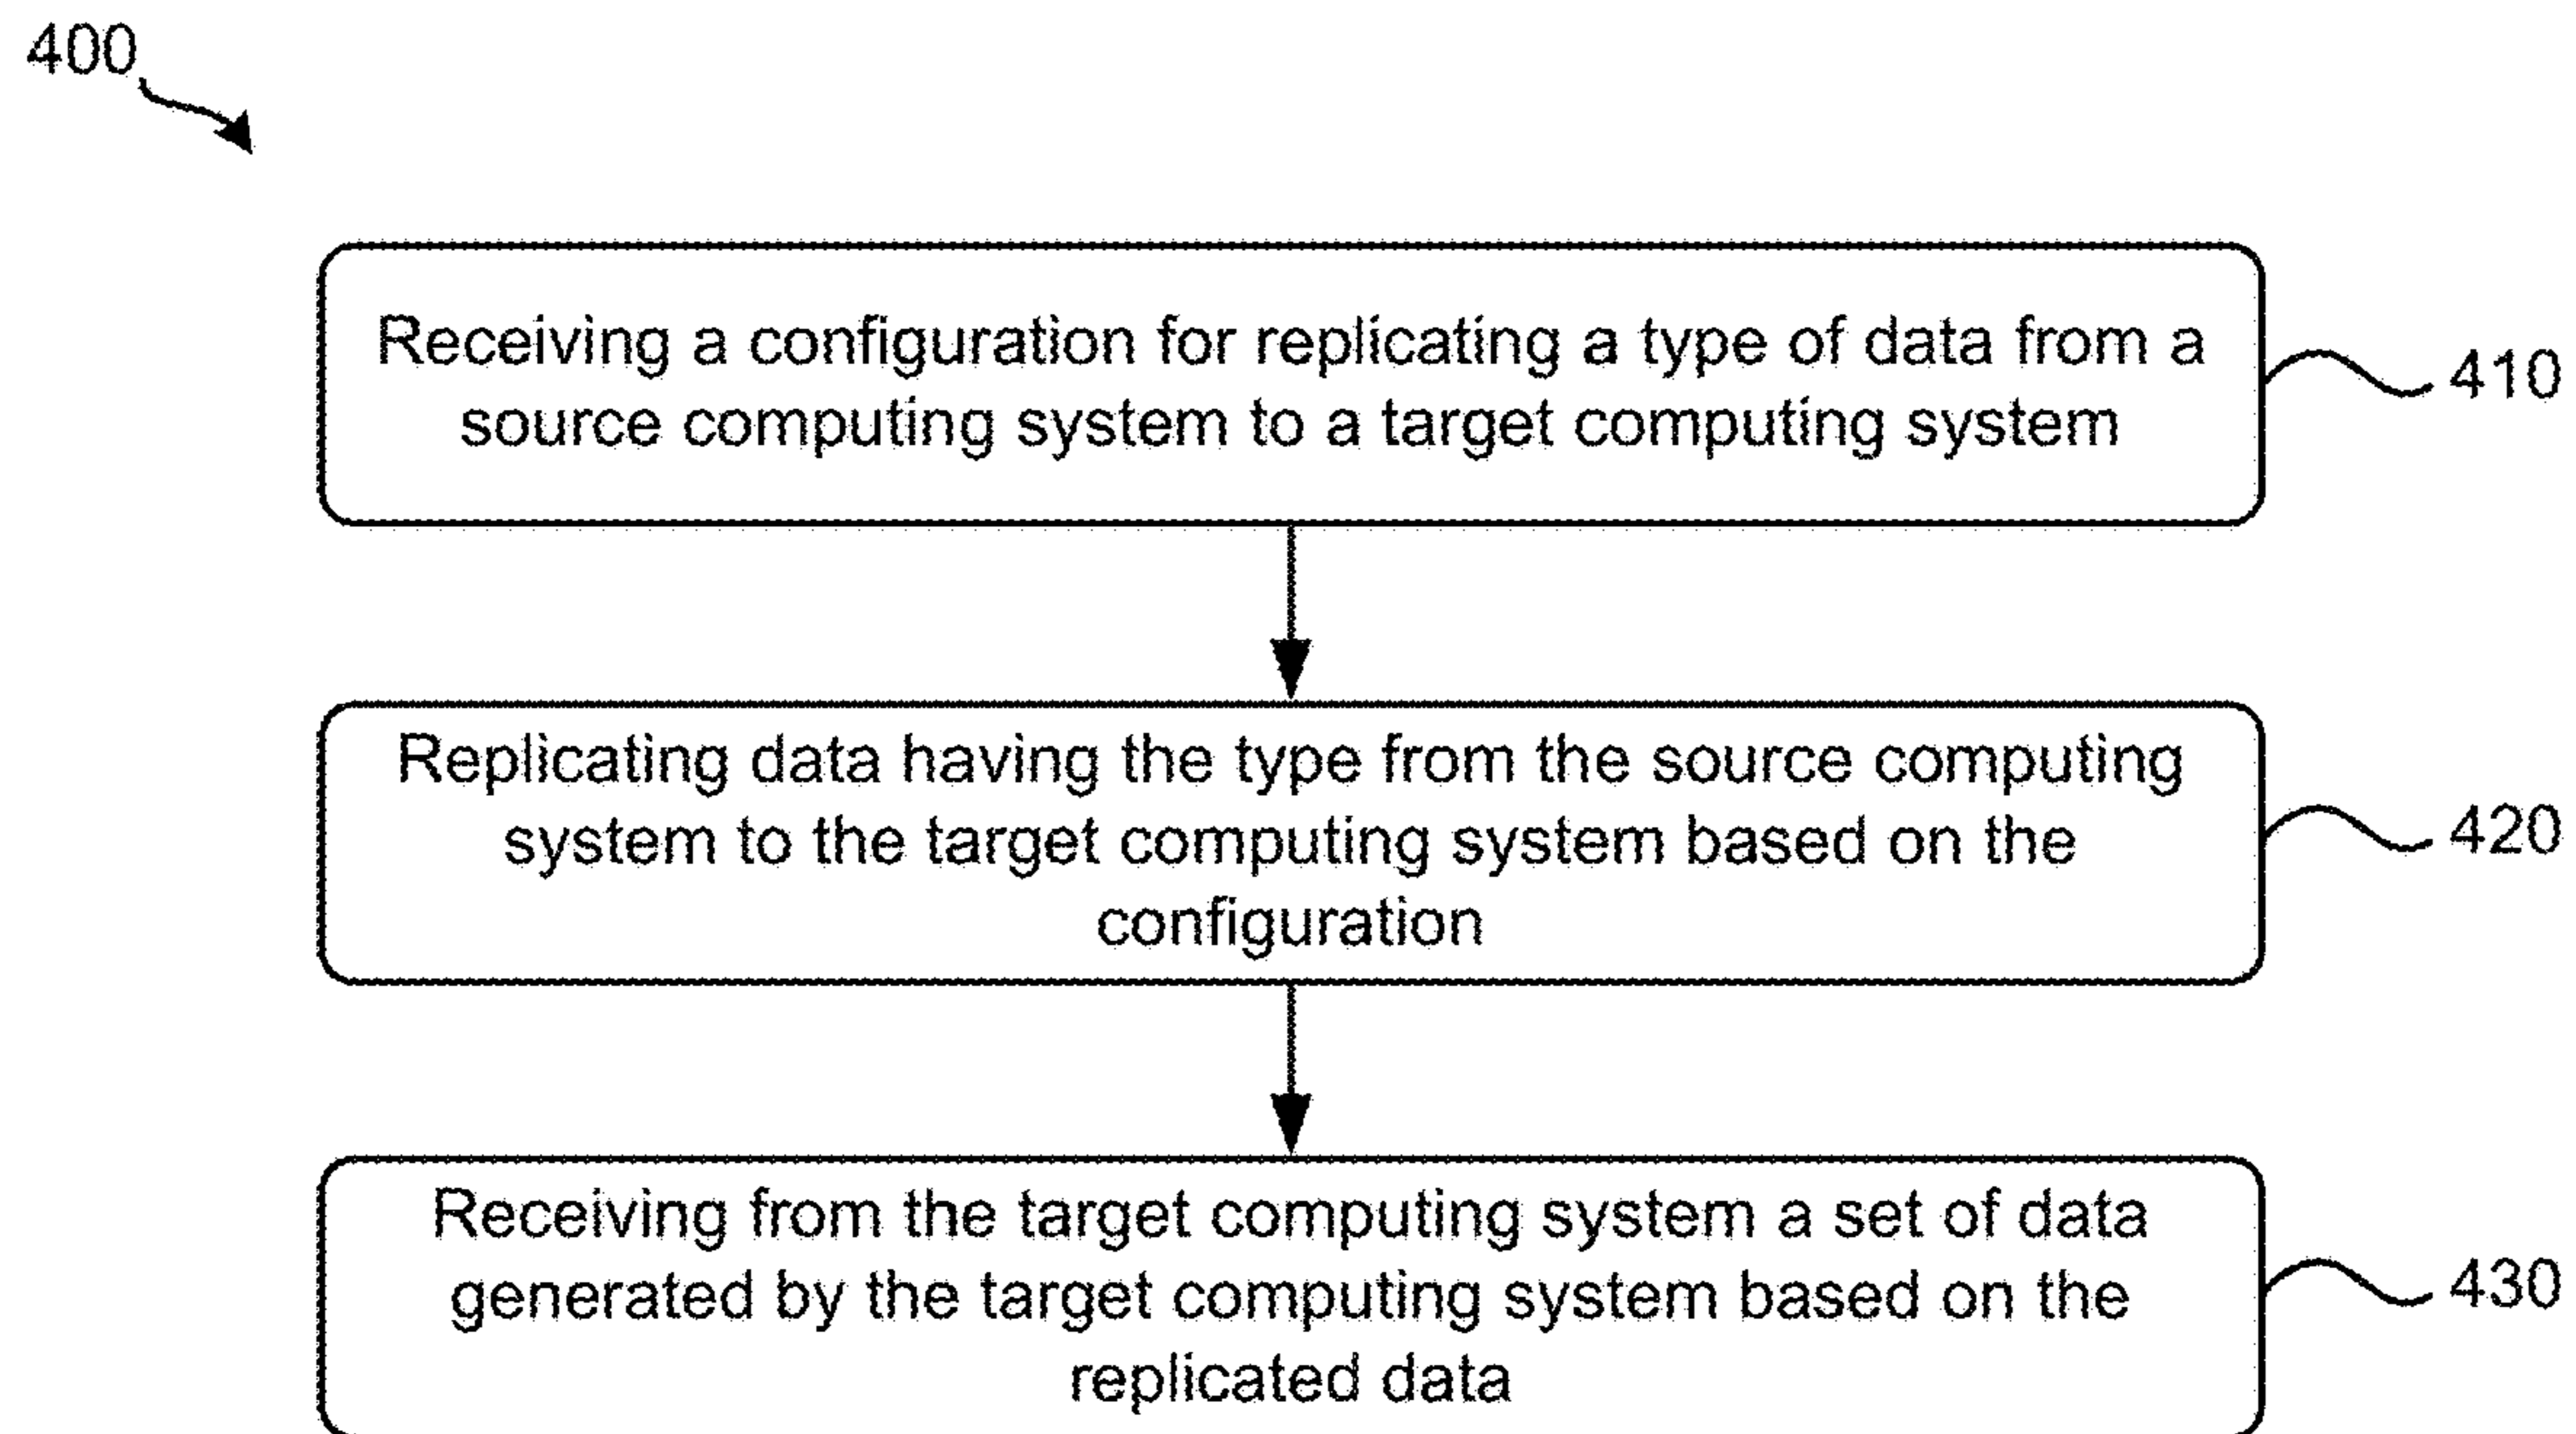 400
Receiving a configuration for replicating a type of data from a
source computing system to a target computing system
410
Replicating data having the type from the source computing
system to the target computing system based on the
configuration
420
Receiving from the target computing system a set of data
generated by the target computing system based on the
replicated data
430